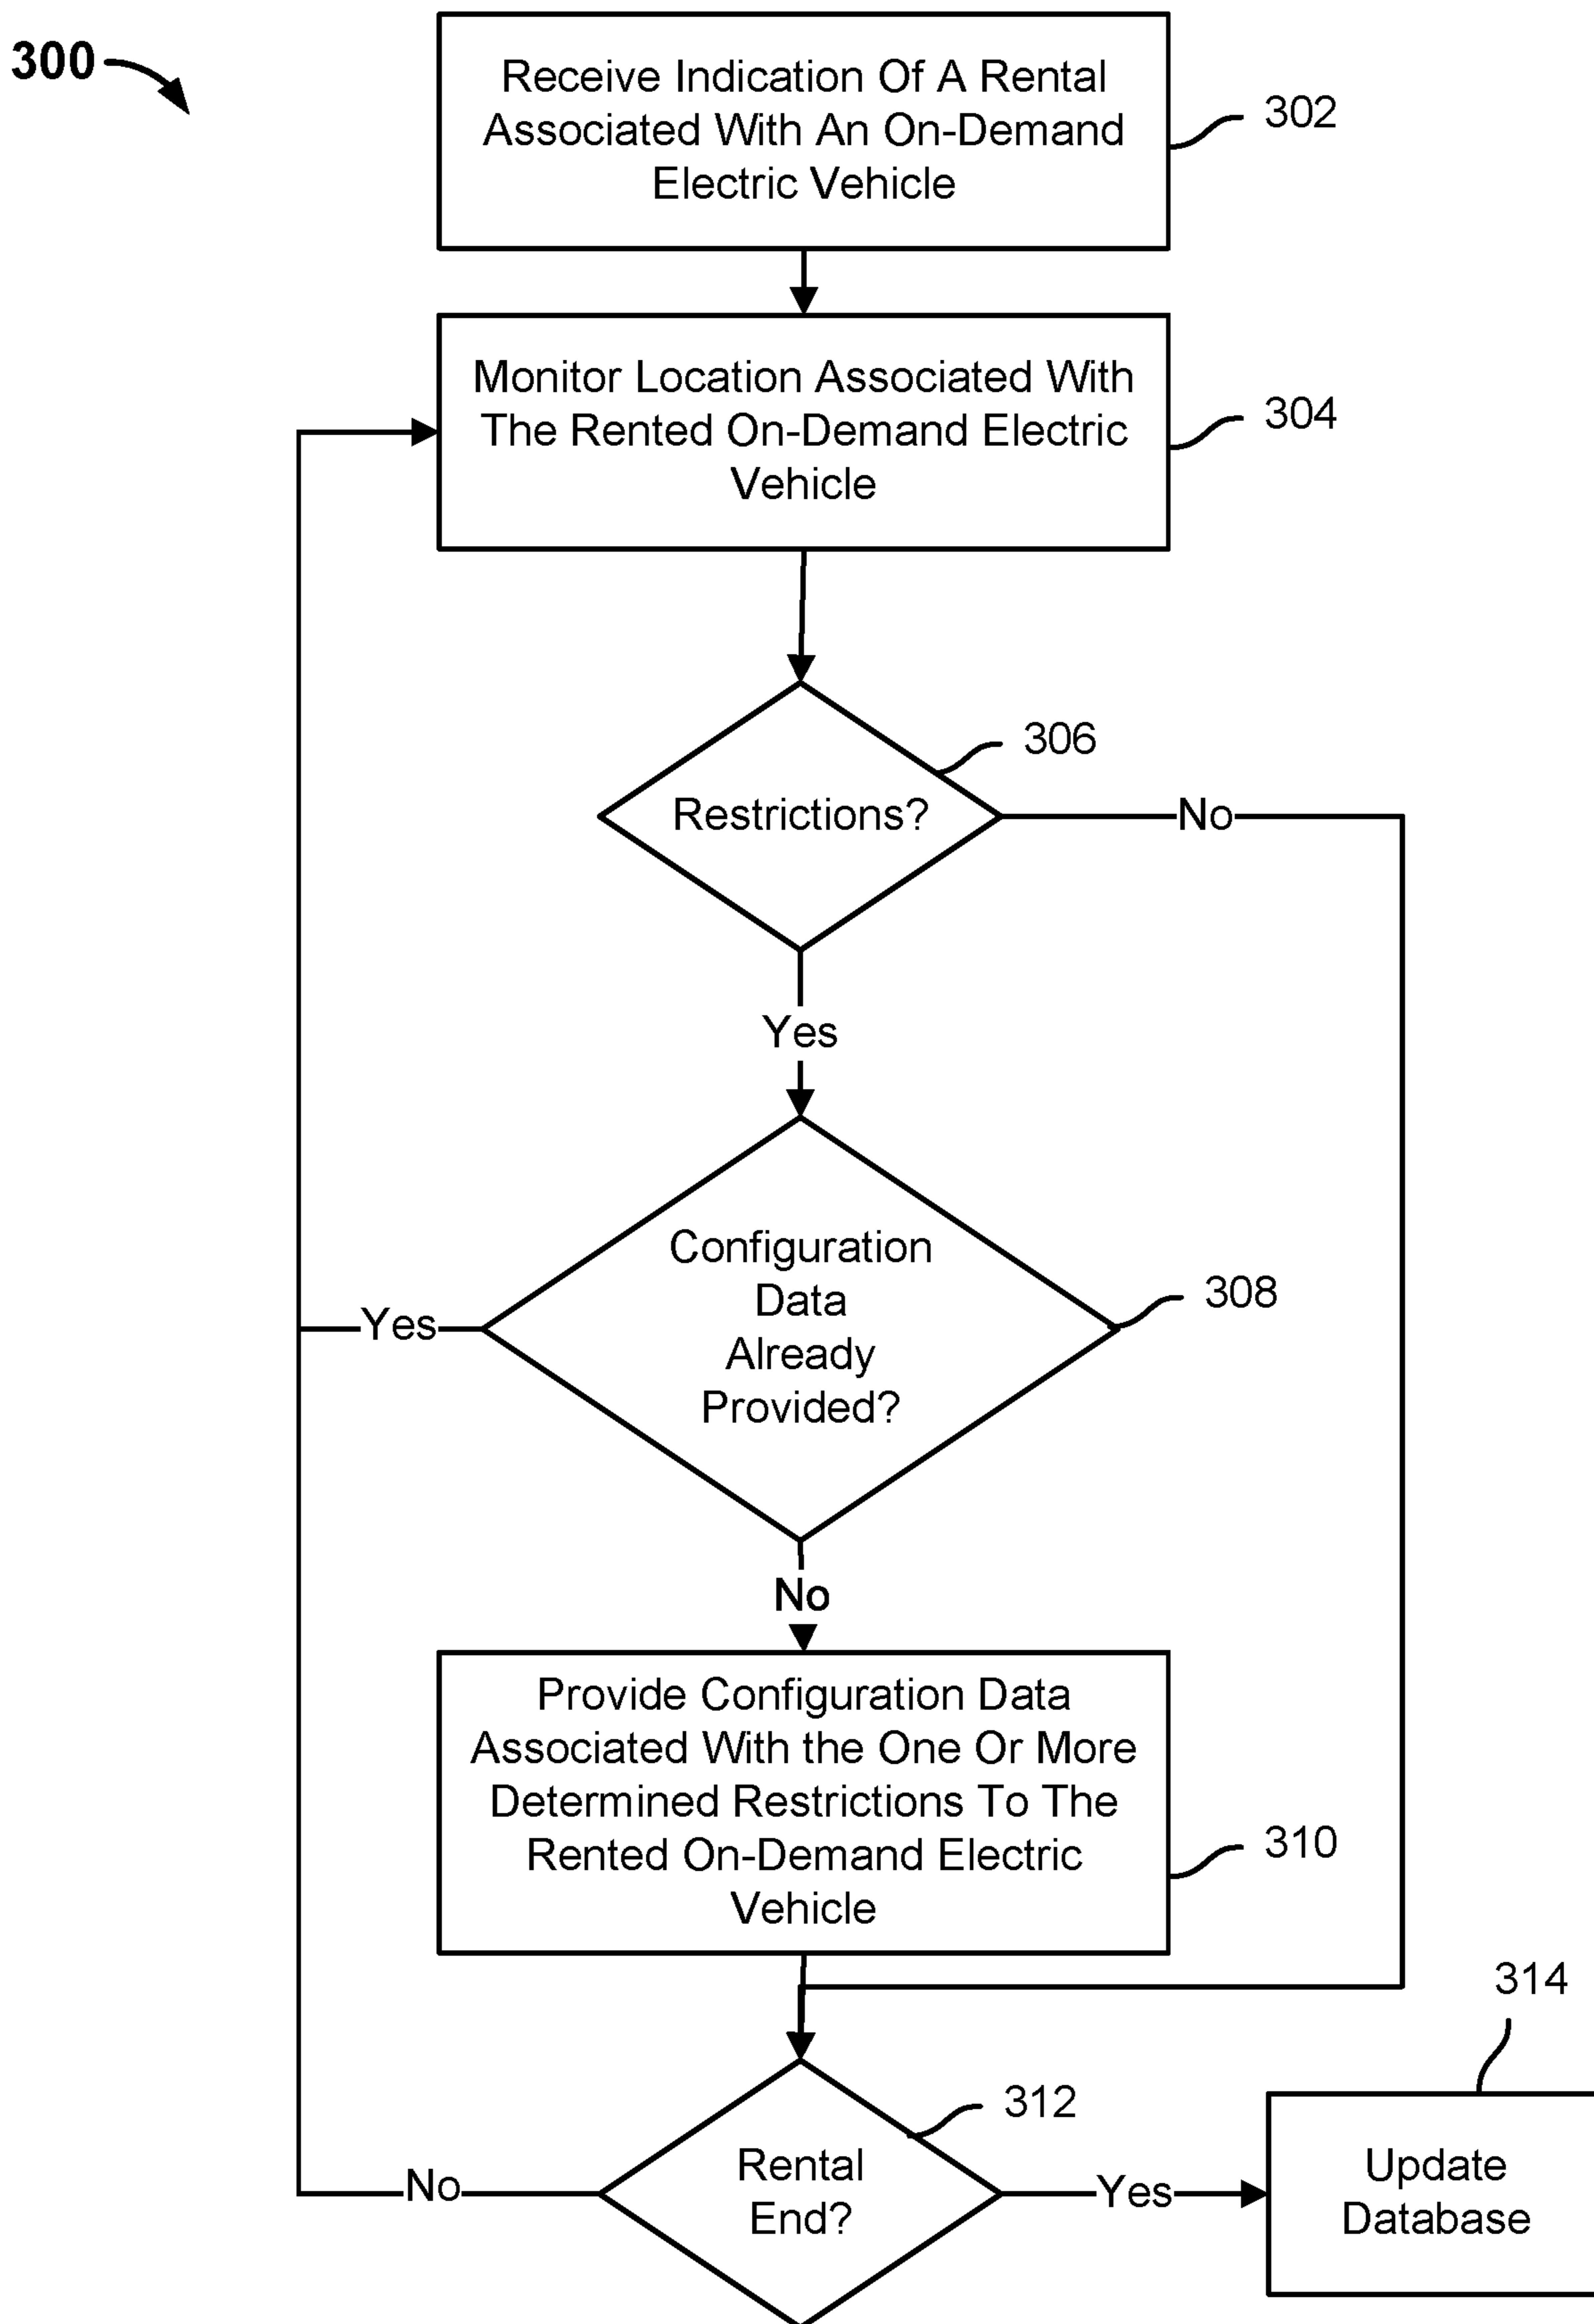 300
Receive Indication Of A Rental
Associated With An On-Demand
Electric Vehicle
302
Monitor Location Associated With
The Rented On-Demand Electric
Vehicle
304
306
Restrictions?
No
Yes
Configuration
Data
Already
Provided?
308
Yes
No
Provide Configuration Data
Associated With the One Or More
Determined Restrictions To The
Rented On-Demand Electric
Vehicle
310
314
312
Rental
End?
No
Yes
Update
Database